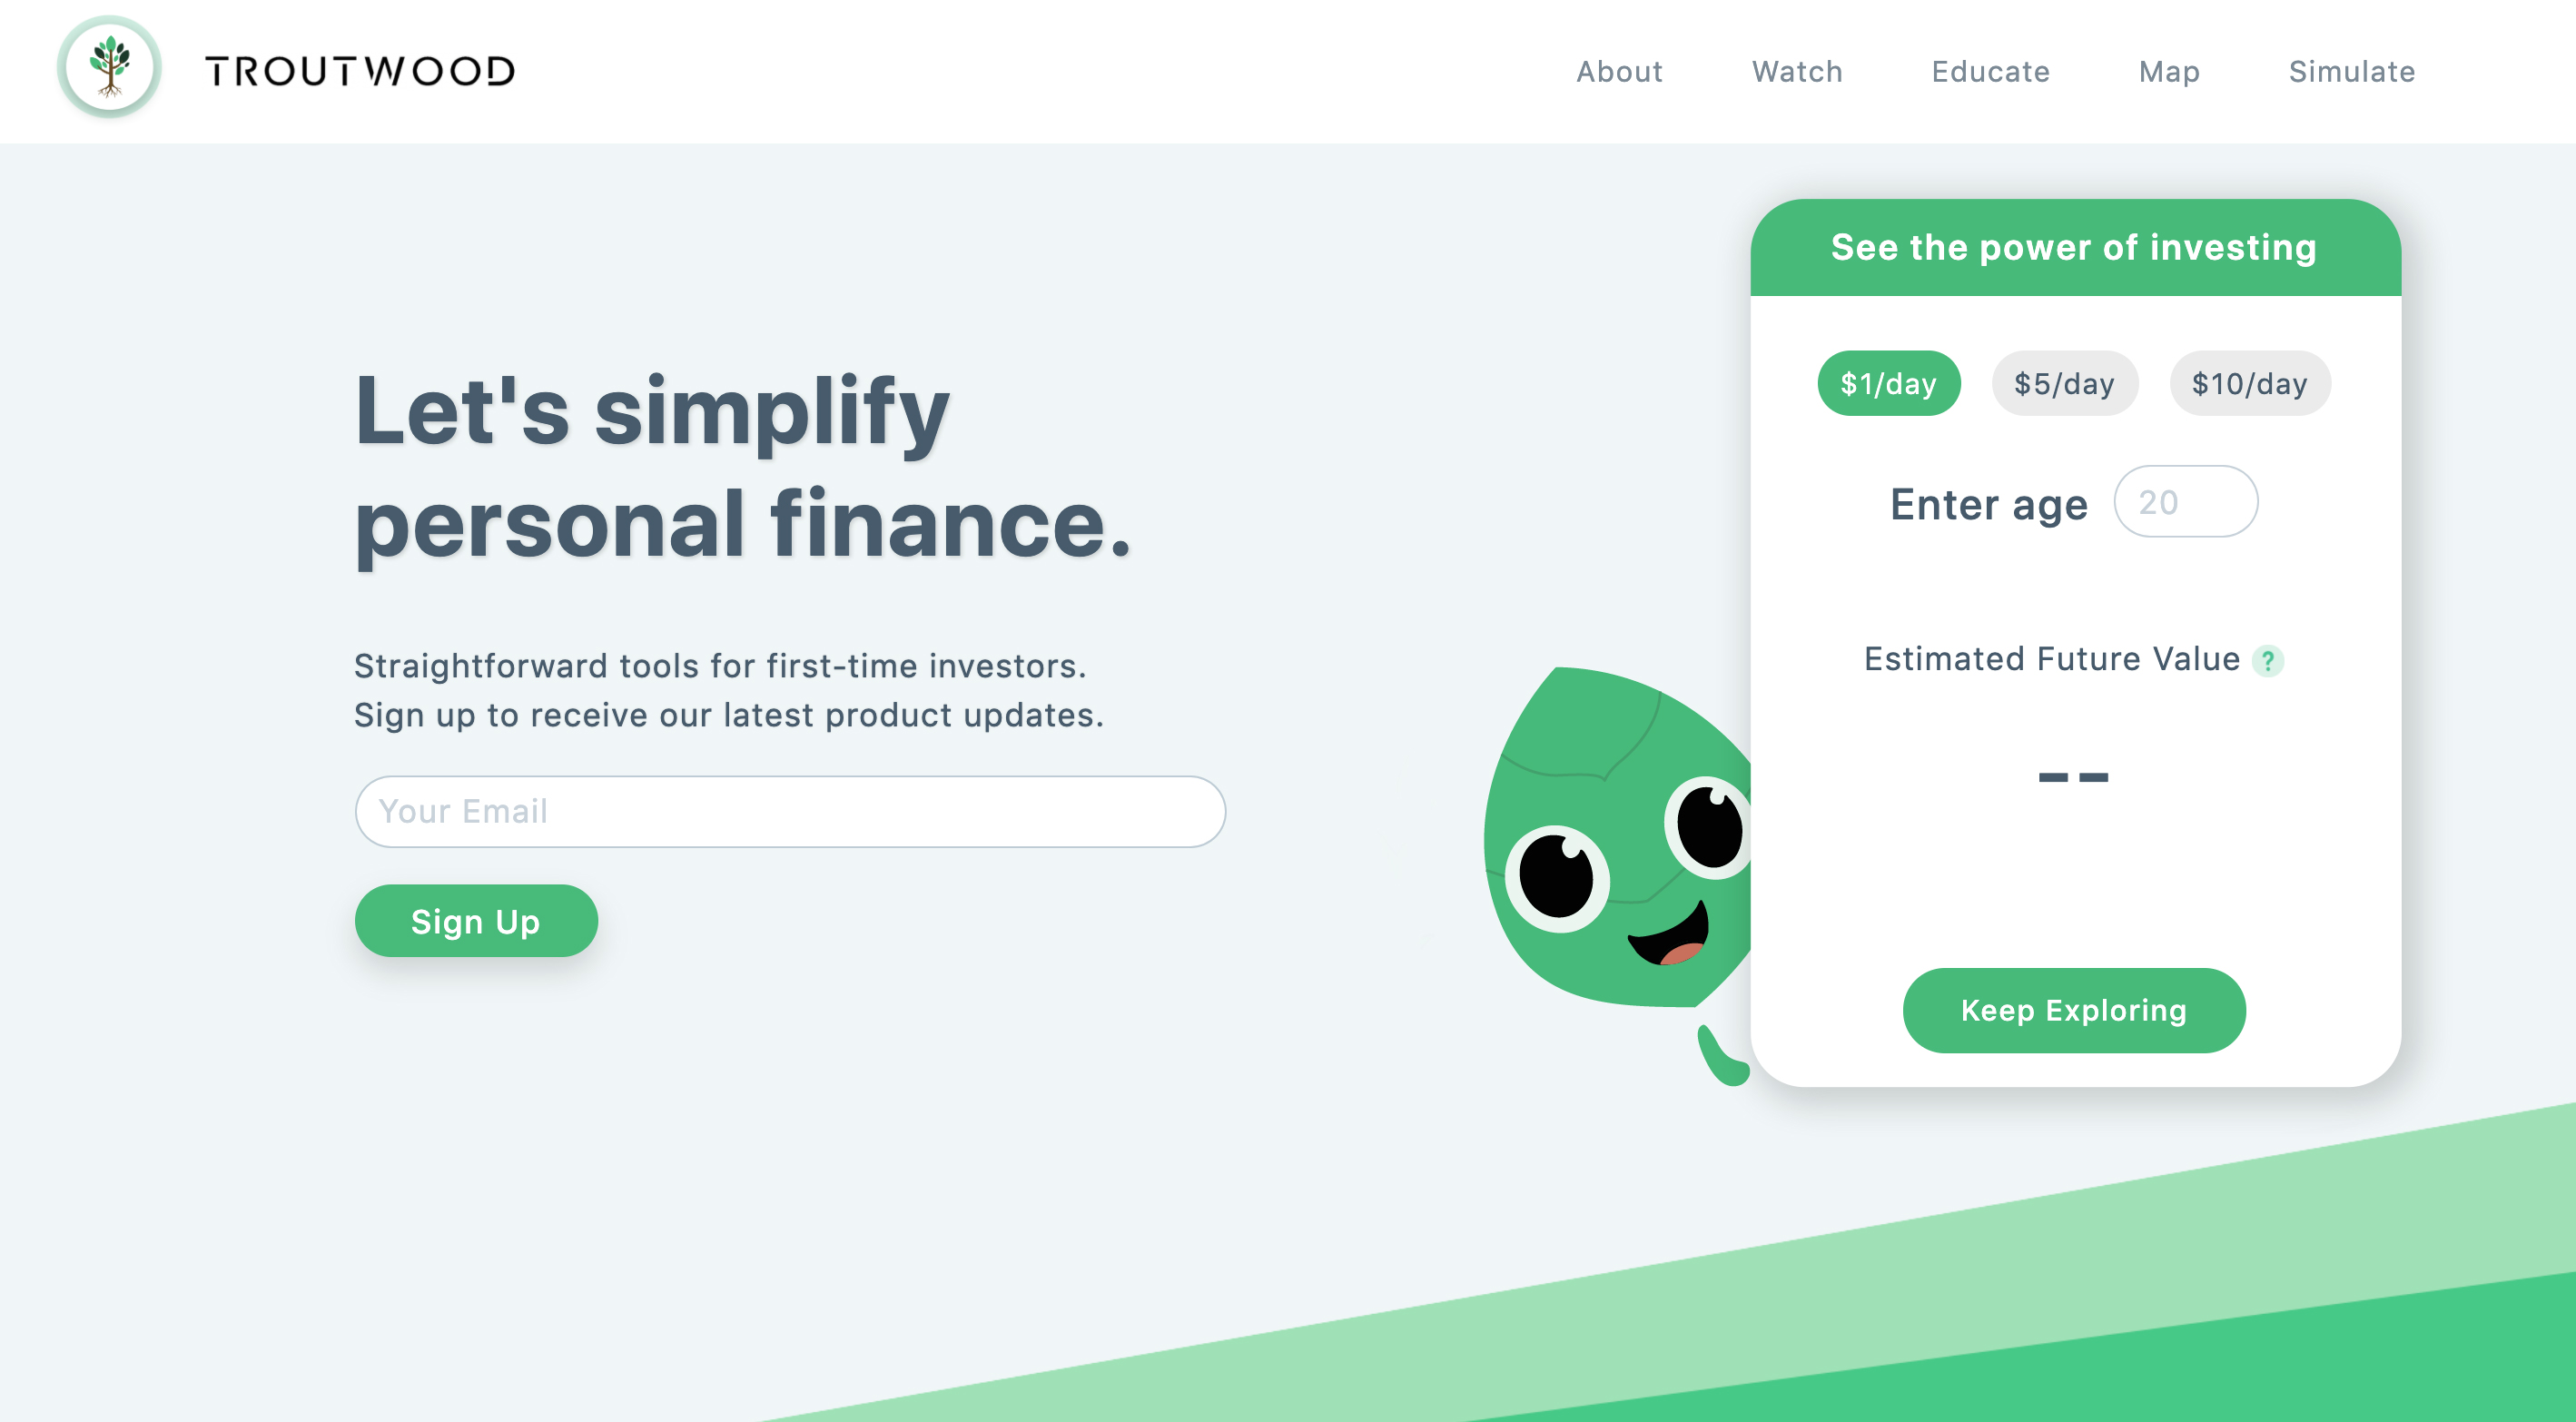 TROUTWOOD
About
Watch
Educate
Map
Simulate
Let's simplify
personal finance.
Straightforward tools for first-time investors.
Sign up to receive our latest product updates.
Your Email
Sign Up
See the power of investing
$1/day
$5/day
$10/day
Enter age
20
Estimated Future Value ?
--
Keep Exploring